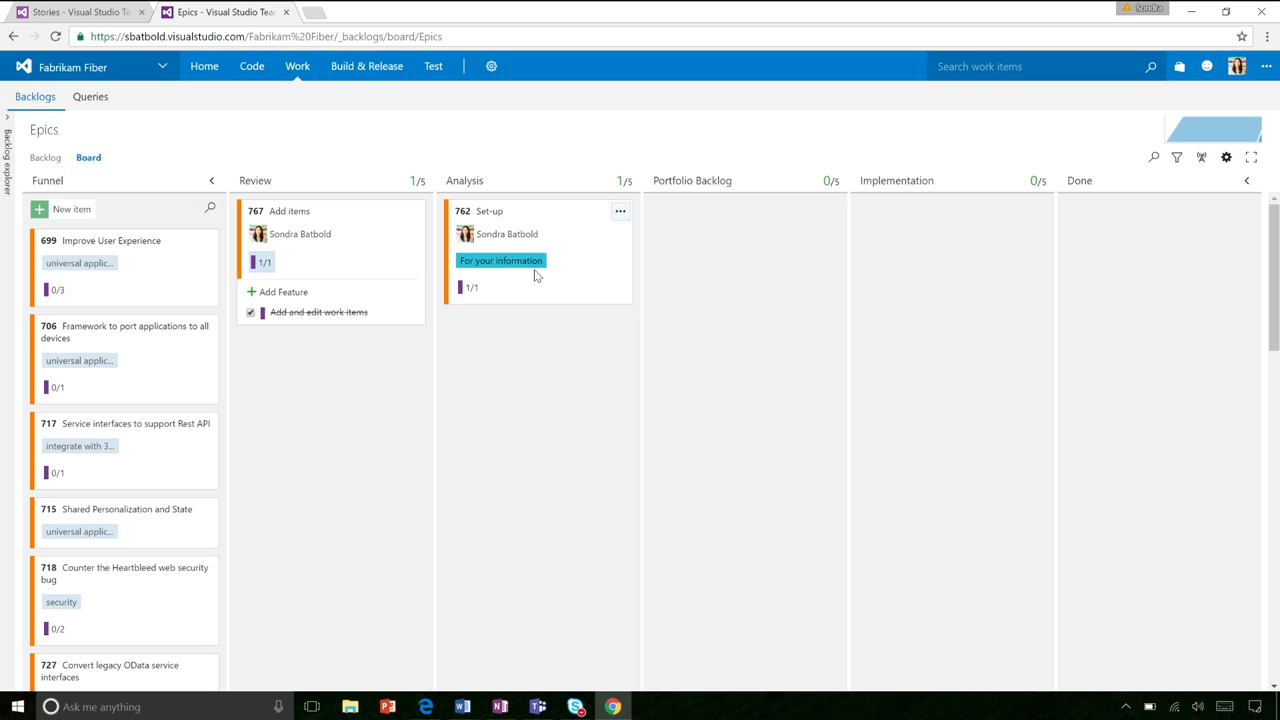 Stories - Visual Studio Tea
Epics - Visual Studio Team
Sondra
https://sbatbold.visualstudio.com/Fabrikam%20Fiber/_backlogs/board/Epics
Fabrikam Fiber
Home
Code
Work
Build & Release
Test
Search work items
Backlogs
Queries
Backlog explorer
Epics
Backlog
Board
Funnel
Review
1/5
Analysis
1/5
Portfolio Backlog
0/5
Implementation
0/5
Done
New item
699 Improve User Experience
universal applic...
0/3
706 Framework to port applications to all
devices
universal applic...
0/1
717 Service interfaces to support Rest API
integrate with 3...
0/1
715 Shared Personalization and State
universal applic...
718 Counter the Heartbleed web security
bug
security
0/2
727 Convert legacy OData service
interfaces
767 Add items
Sondra Batbold
1/1
Add Feature
Add and edit work items
762 Set-up
Sondra Batbold
For your information
1/1
Ask me anything